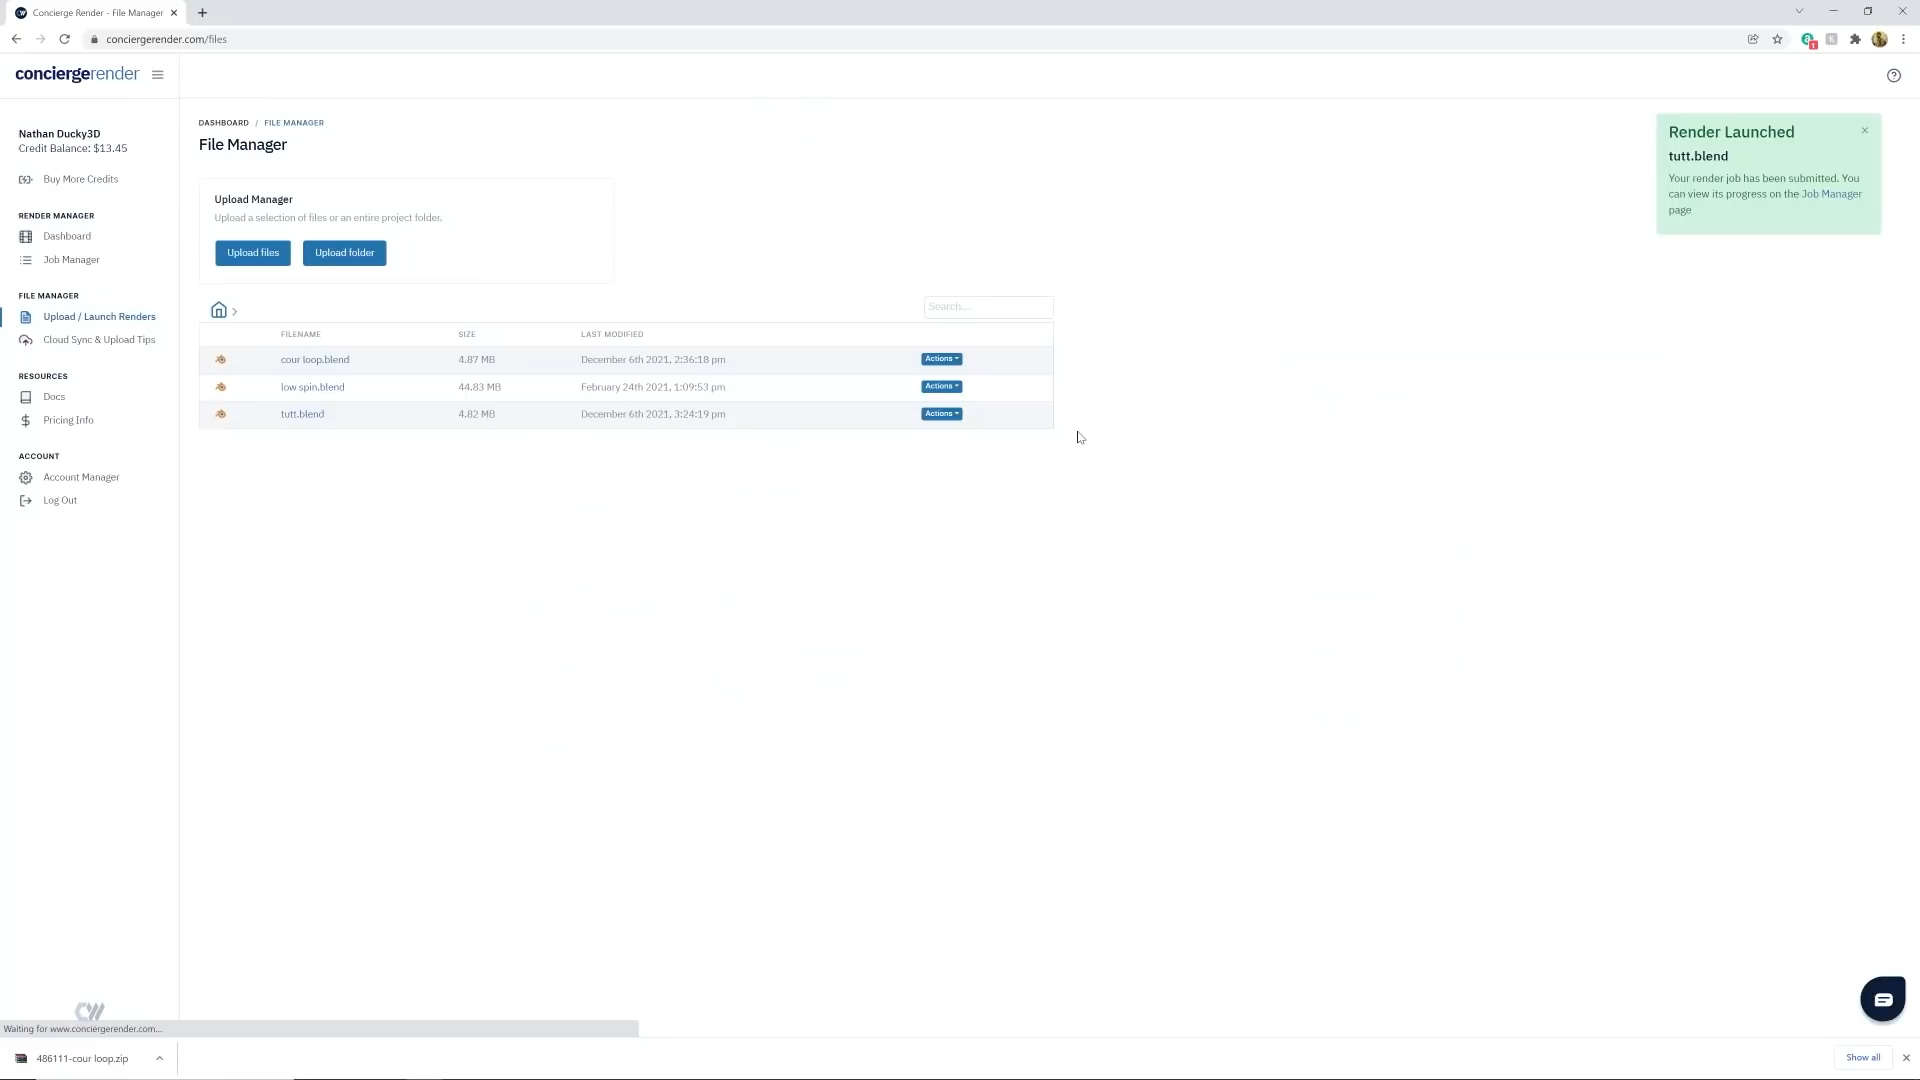 Concierge Render - File Manager
conciergerender.com/files
conciergerender
Nathan Ducky3D
Credit Balance: $13.45
Buy More Credits
RENDER MANAGER
Dashboard
Job Manager
FILE MANAGER
Upload / Launch Renders
Cloud Sync & Upload Tips
RESOURCES
Docs
Pricing Info
ACCOUNT
Account Manager
Log Out
DASHBOARD / FILE MANAGER
File Manager
Upload Manager
Upload a selection of files or an entire project folder.
Upload files Upload folder
Search...
FILENAME SIZE LAST MODIFIED
cour loop.blend 4.87 MB December 6th 2021, 2:36:18 pm Actions
low spin.blend 44.83 MB February 24th 2021, 1:09:53 pm Actions
tutt.blend 4.82 MB December 6th 2021, 3:24:19 pm Actions
Render Launched
tutt.blend
Your render job has been submitted. You
can view its progress on the Job Manager
page
Waiting for www.conciergerender.com...
486111-cour loop.zip
Show all